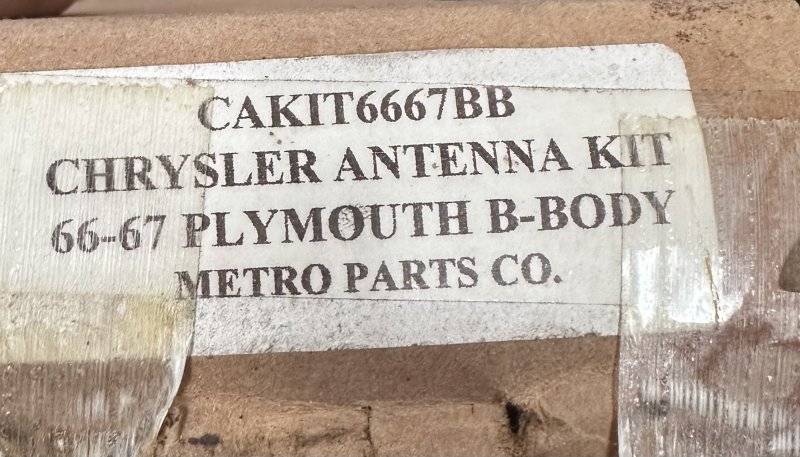 CAKIT6667BB
CHRYSLER ANTENNA KIT
66-67 PLYMOUTH B-BODY
METRO PARTS CO.